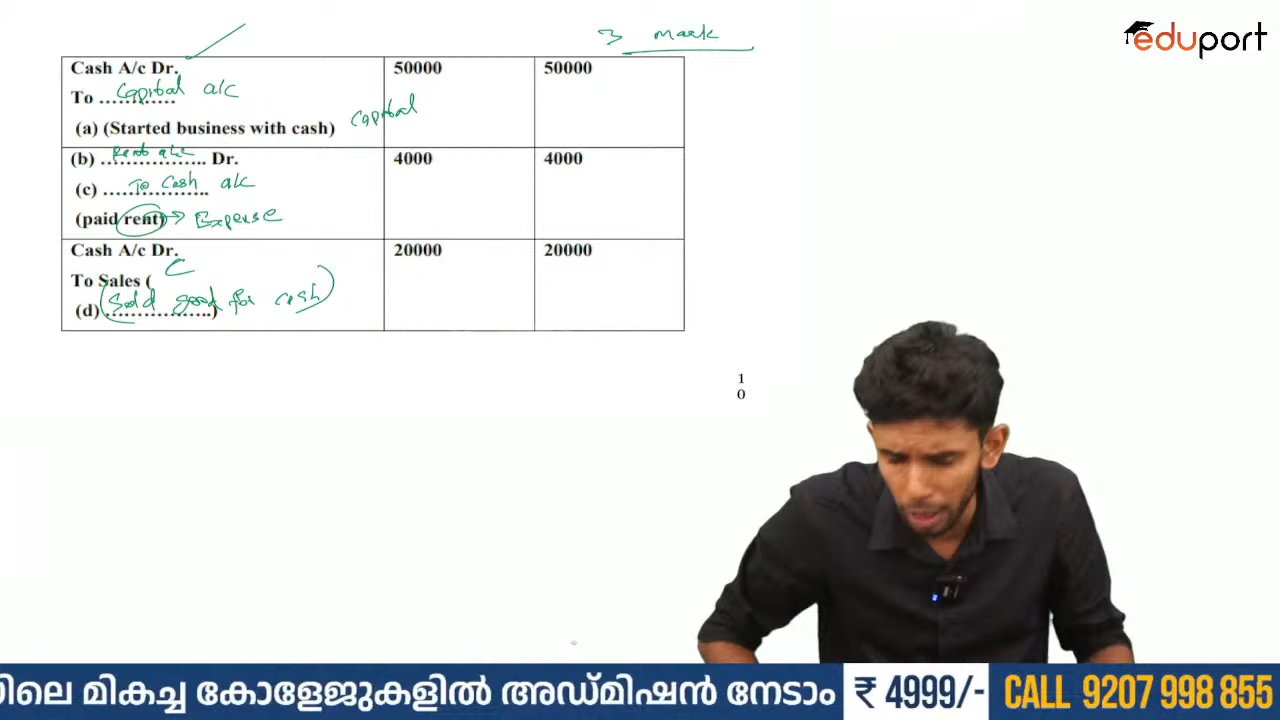 3 mark
eduport
Cash A/c Dr. 50000 50000
To ………… Capital a/c
(a) (Started business with cash) Capital
(b) …………….. Dr. Rent a/c 4000 4000
(c) …………….. To Cash a/c
(paid rent) → Expense
Cash A/c Dr. 20000 20000
To Sales (
(d) ……………..) (Sold good for cash)
1
0
യിലെ മികച്ച കോളേജുകളിൽ അഡ്മിഷൻ നേടാം ₹ 4999/- CALL 9207 998 855